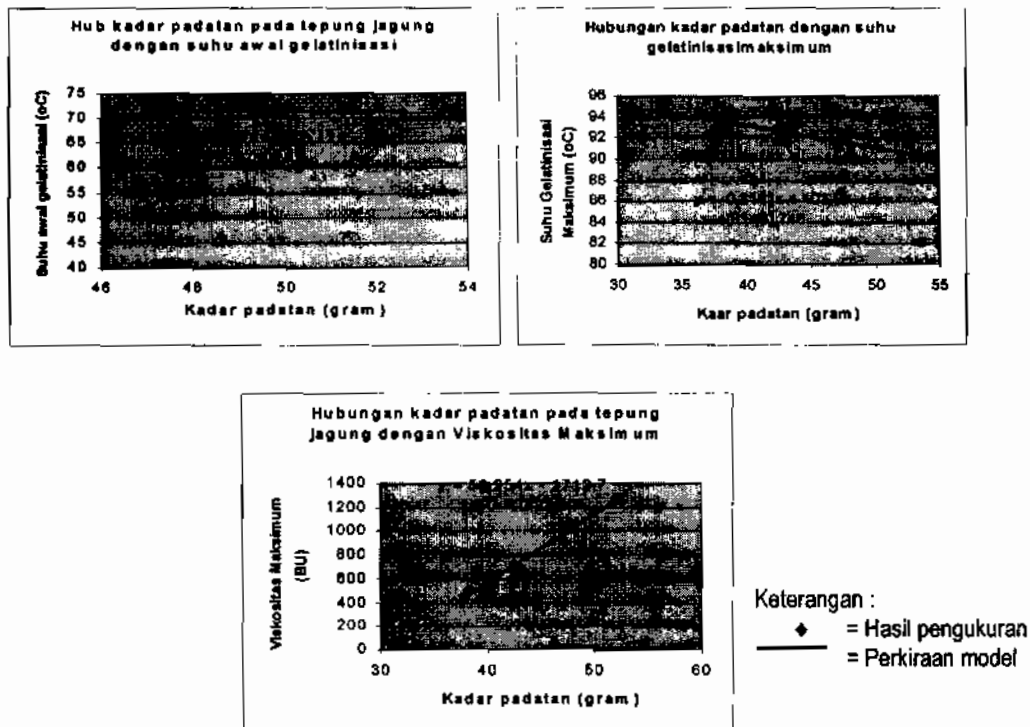 Hub kadar padatan pada tepung jagung
dengan suhu awal gelatinisasi
Suhu awal gelatinisasi (oC)
75
70
65
60
55
50
45
40
46
48
50
52
54
Kadar padatan (gram)
Hubungan kadar padatan dengan suhu
gelatinisasi maksimum
Suhu Gelatinisasi
Maksimum (oC)
96
94
92
90
88
86
84
82
80
30
35
40
45
50
55
Kaar padatan (gram)
Hubungan kadar padatan pada tepung
jagung dengan Viskositas Maksimum
Viskositas Maksimum
(BU)
1400
1200
1000
800
600
400
200
0
30
40
50
60
Kadar padatan (gram)
Keterangan :
= Hasil pengukuran
= Perkiraan model